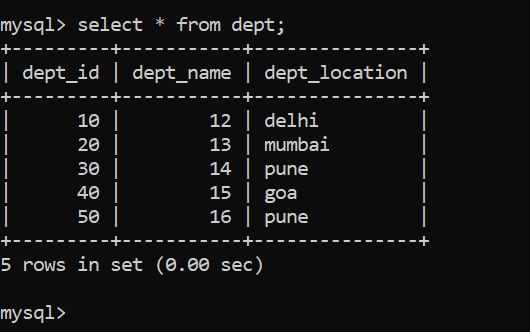 mysql> select * from dept;
+---------+-----------+---------------+
| dept_id | dept_name | dept_location |
+---------+-----------+---------------+
|      10 |        12 | delhi         |
|      20 |        13 | mumbai        |
|      30 |        14 | pune          |
|      40 |        15 | goa           |
|      50 |        16 | pune          |
+---------+-----------+---------------+
5 rows in set (0.00 sec)
mysql>